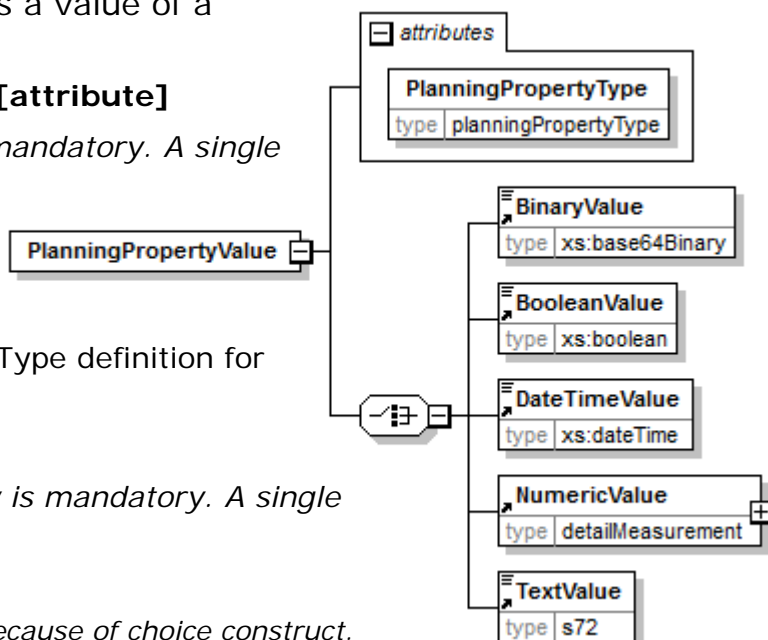 s a value of a
[attribute]
mandatory. A single
Type definition for
is mandatory. A single
because of choice construct.
attributes
PlanningPropertyType
type planningPropertyType
PlanningPropertyValue
BinaryValue
type xs:base64Binary
BooleanValue
type xs:boolean
DateTimeValue
type xs:dateTime
NumericValue
type detailMeasurement
TextValue
type s72